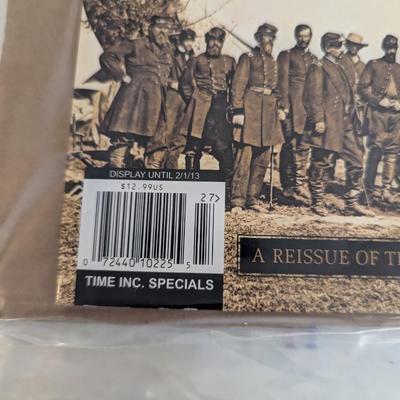 DISPLAY UNTIL 2/1/13
$12.99US
27>
0 72440 10225 5
TIME INC. SPECIALS
A REISSUE OF